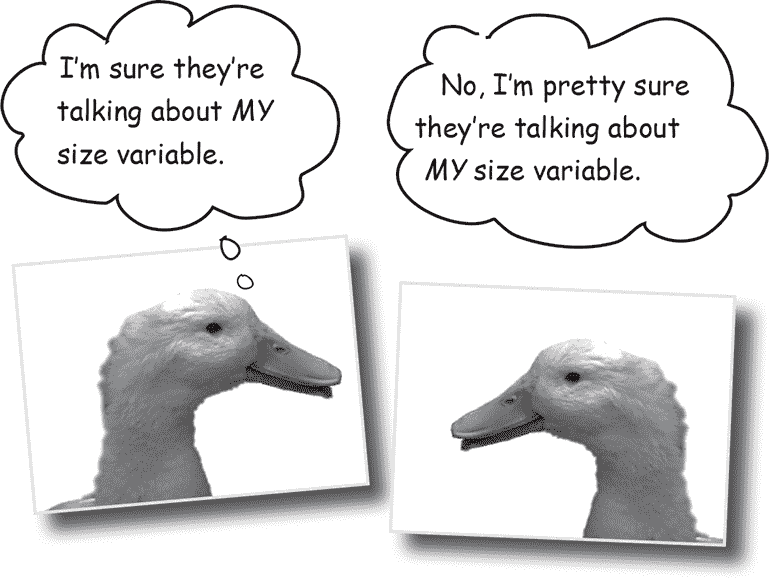 I'm sure they're
talking about MY
size variable.
No, I'm pretty sure
they're talking about
MY size variable.